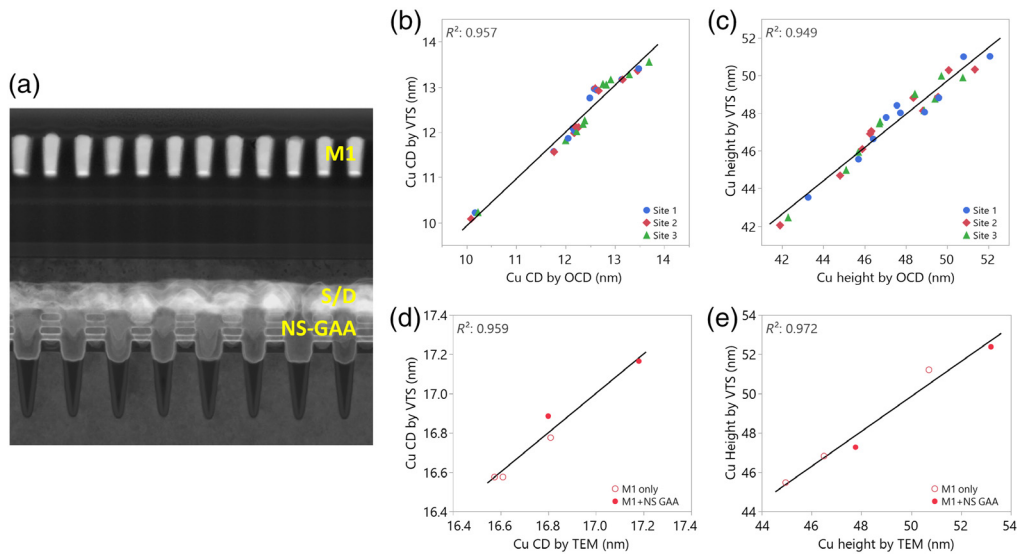 (a)
M1
S/D
NS-GAA
(b)
R²: 0.957
Cu CD by VTS (nm)
14
13
12
11
10
10
11
12
13
14
Cu CD by OCD (nm)
Site 1
Site 2
Site 3
(c)
R²: 0.949
Cu height by VTS (nm)
52
50
48
46
44
42
42
44
46
48
50
52
Cu height by OCD (nm)
Site 1
Site 2
Site 3
(d)
R²: 0.959
Cu CD by VTS (nm)
17.4
17.2
17.0
16.8
16.6
16.4
16.4
16.6
16.8
17.0
17.2
17.4
Cu CD by TEM (nm)
M1 only
M1+NS GAA
(e)
R²: 0.972
Cu Height by VTS (nm)
54
52
50
48
46
44
44
46
48
50
52
54
Cu height by TEM (nm)
M1 only
M1+NS GAA